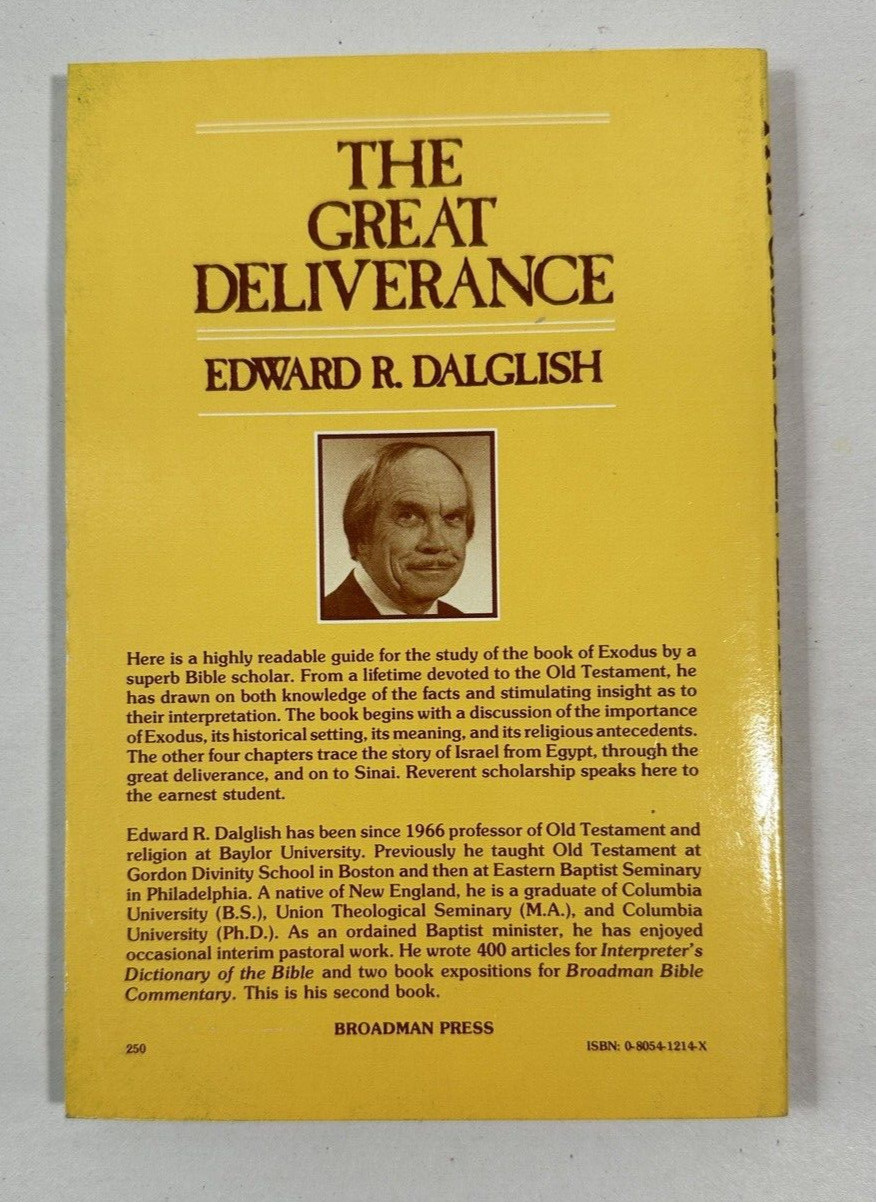 THE
GREAT
DELIVERANCE
EDWARD R. DALGLISH
Here is a highly readable guide for the study of the book of Exodus by a
superb Bible scholar. From a lifetime devoted to the Old Testament, he
has drawn on both knowledge of the facts and stimulating insight as to
their interpretation. The book begins with a discussion of the importance
of Exodus, its historical setting, its meaning, and its religious antecedents.
The other four chapters trace the story of Israel from Egypt, through the
great deliverance, and on to Sinai. Reverent scholarship speaks here to
the earnest student.
Edward R. Dalglish has been since 1966 professor of Old Testament and
religion at Baylor University. Previously he taught Old Testament at
Gordon Divinity School in Boston and then at Eastern Baptist Seminary
in Philadelphia. A native of New England, he is a graduate of Columbia
University (B.S.), Union Theological Seminary (M.A.), and Columbia
University (Ph.D.). As an ordained Baptist minister, he has enjoyed
occasional interim pastoral work. He wrote 400 articles for Interpreter's
Dictionary of the Bible and two book expositions for Broadman Bible
Commentary. This is his second book.
BROADMAN PRESS
250
ISBN: 0-8054-1214-X